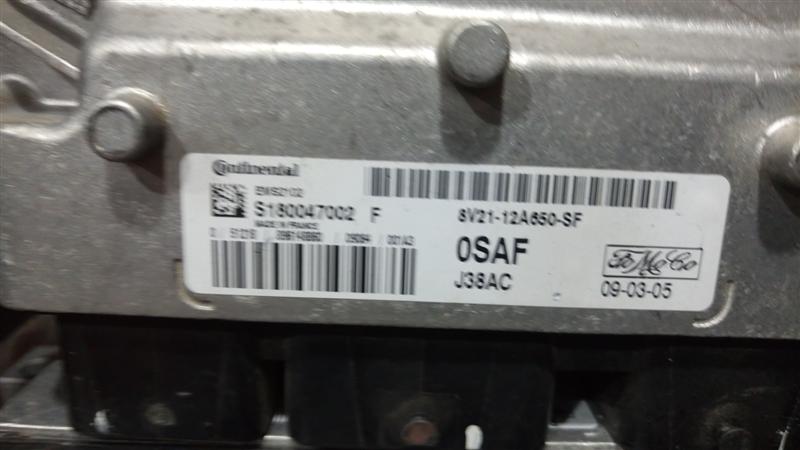 Continental
EMS2102
S180047002 F
MADE IN FRANCE
8V21-12A650-SF
0SAF
J38AC
FoMoCo
09-03-05